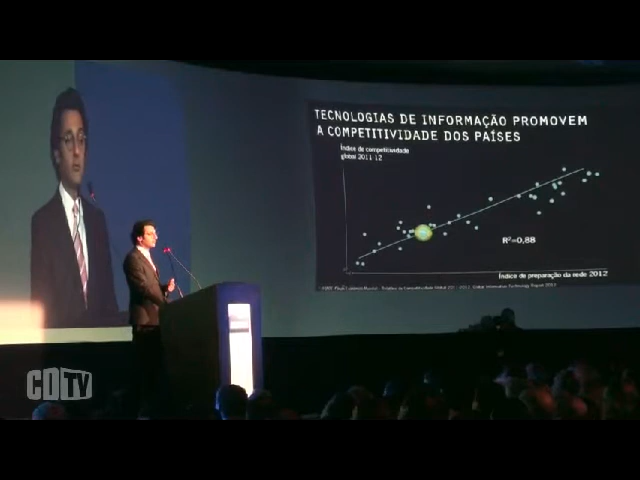 TECNOLOGIAS DE INFORMAÇÃO PROMOVEM
A COMPETITIVIDADE DOS PAÍSES
Índice de competitividade
global 2011-12
R²=0,88
Índice de preparação da rede 2012
CDTV